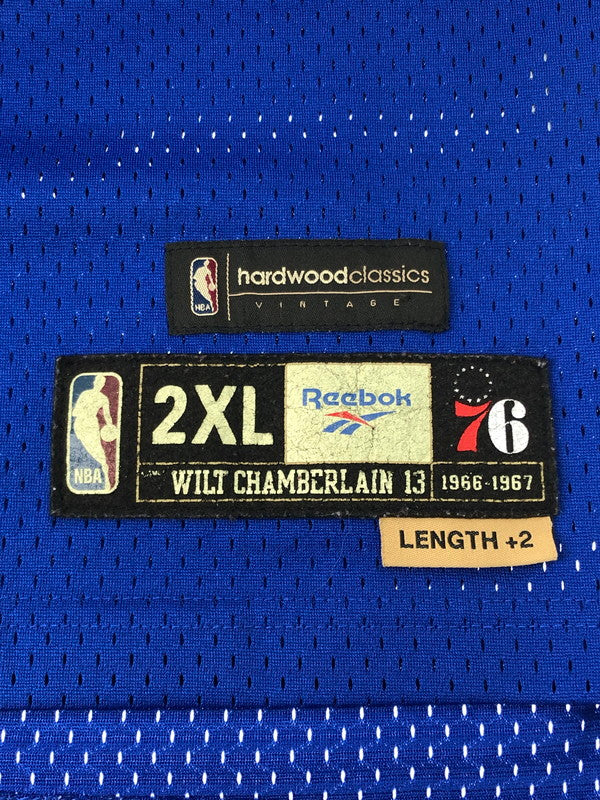 NBA
hardwoodclassics
VINTAGE
NBA
2XL
Reebok
76
WILT CHAMBERLAIN 13
1966-1967
LENGTH +2